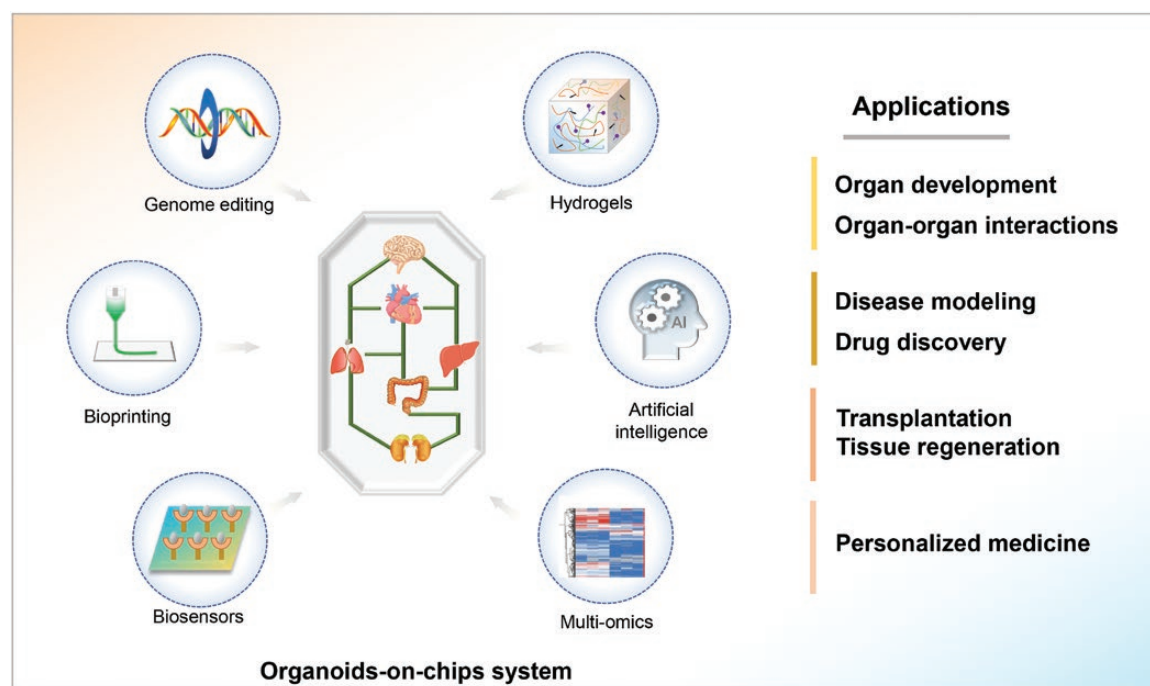 Genome editing
Hydrogels
Bioprinting
AI
Artificial
intelligence
Biosensors
Multi-omics
Organoids-on-chips system
Applications
Organ development
Organ-organ interactions
Disease modeling
Drug discovery
Transplantation
Tissue regeneration
Personalized medicine